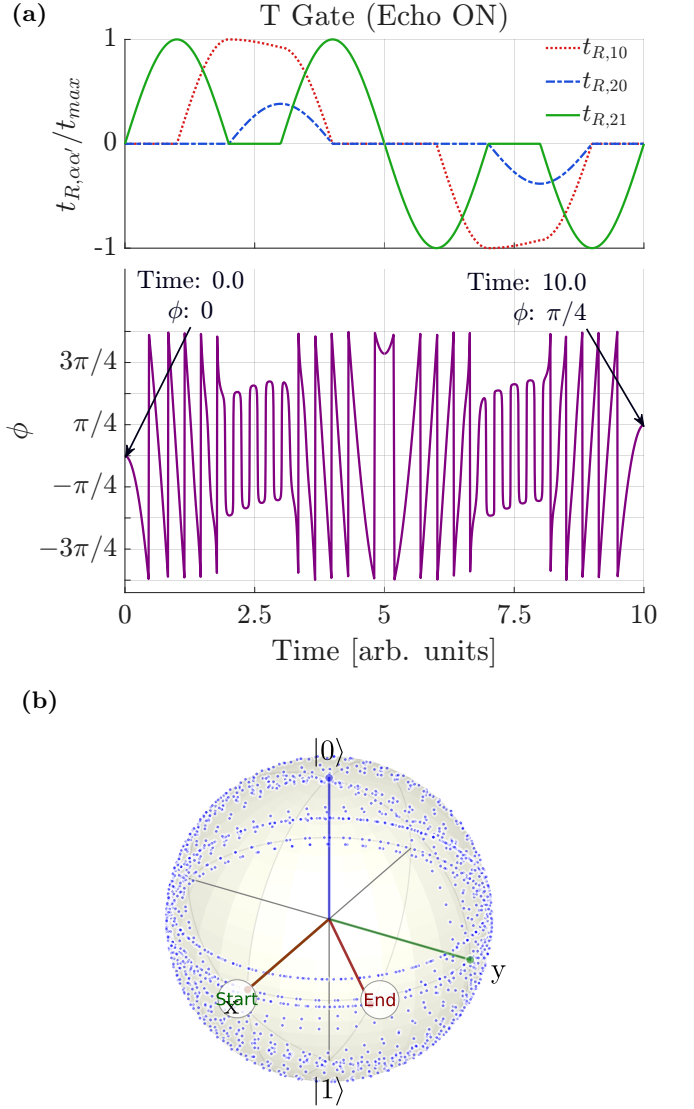 (a)
T Gate (Echo ON)
t_{R,αα′}/t_{max}
1
0
-1
t_{R,10}
t_{R,20}
t_{R,21}
Time: 0.0
ϕ: 0
Time: 10.0
ϕ: π/4
ϕ
3π/4
π/4
−π/4
−3π/4
0
2.5
5
7.5
10
Time [arb. units]
(b)
|0⟩
y
Start
x
End
|1⟩